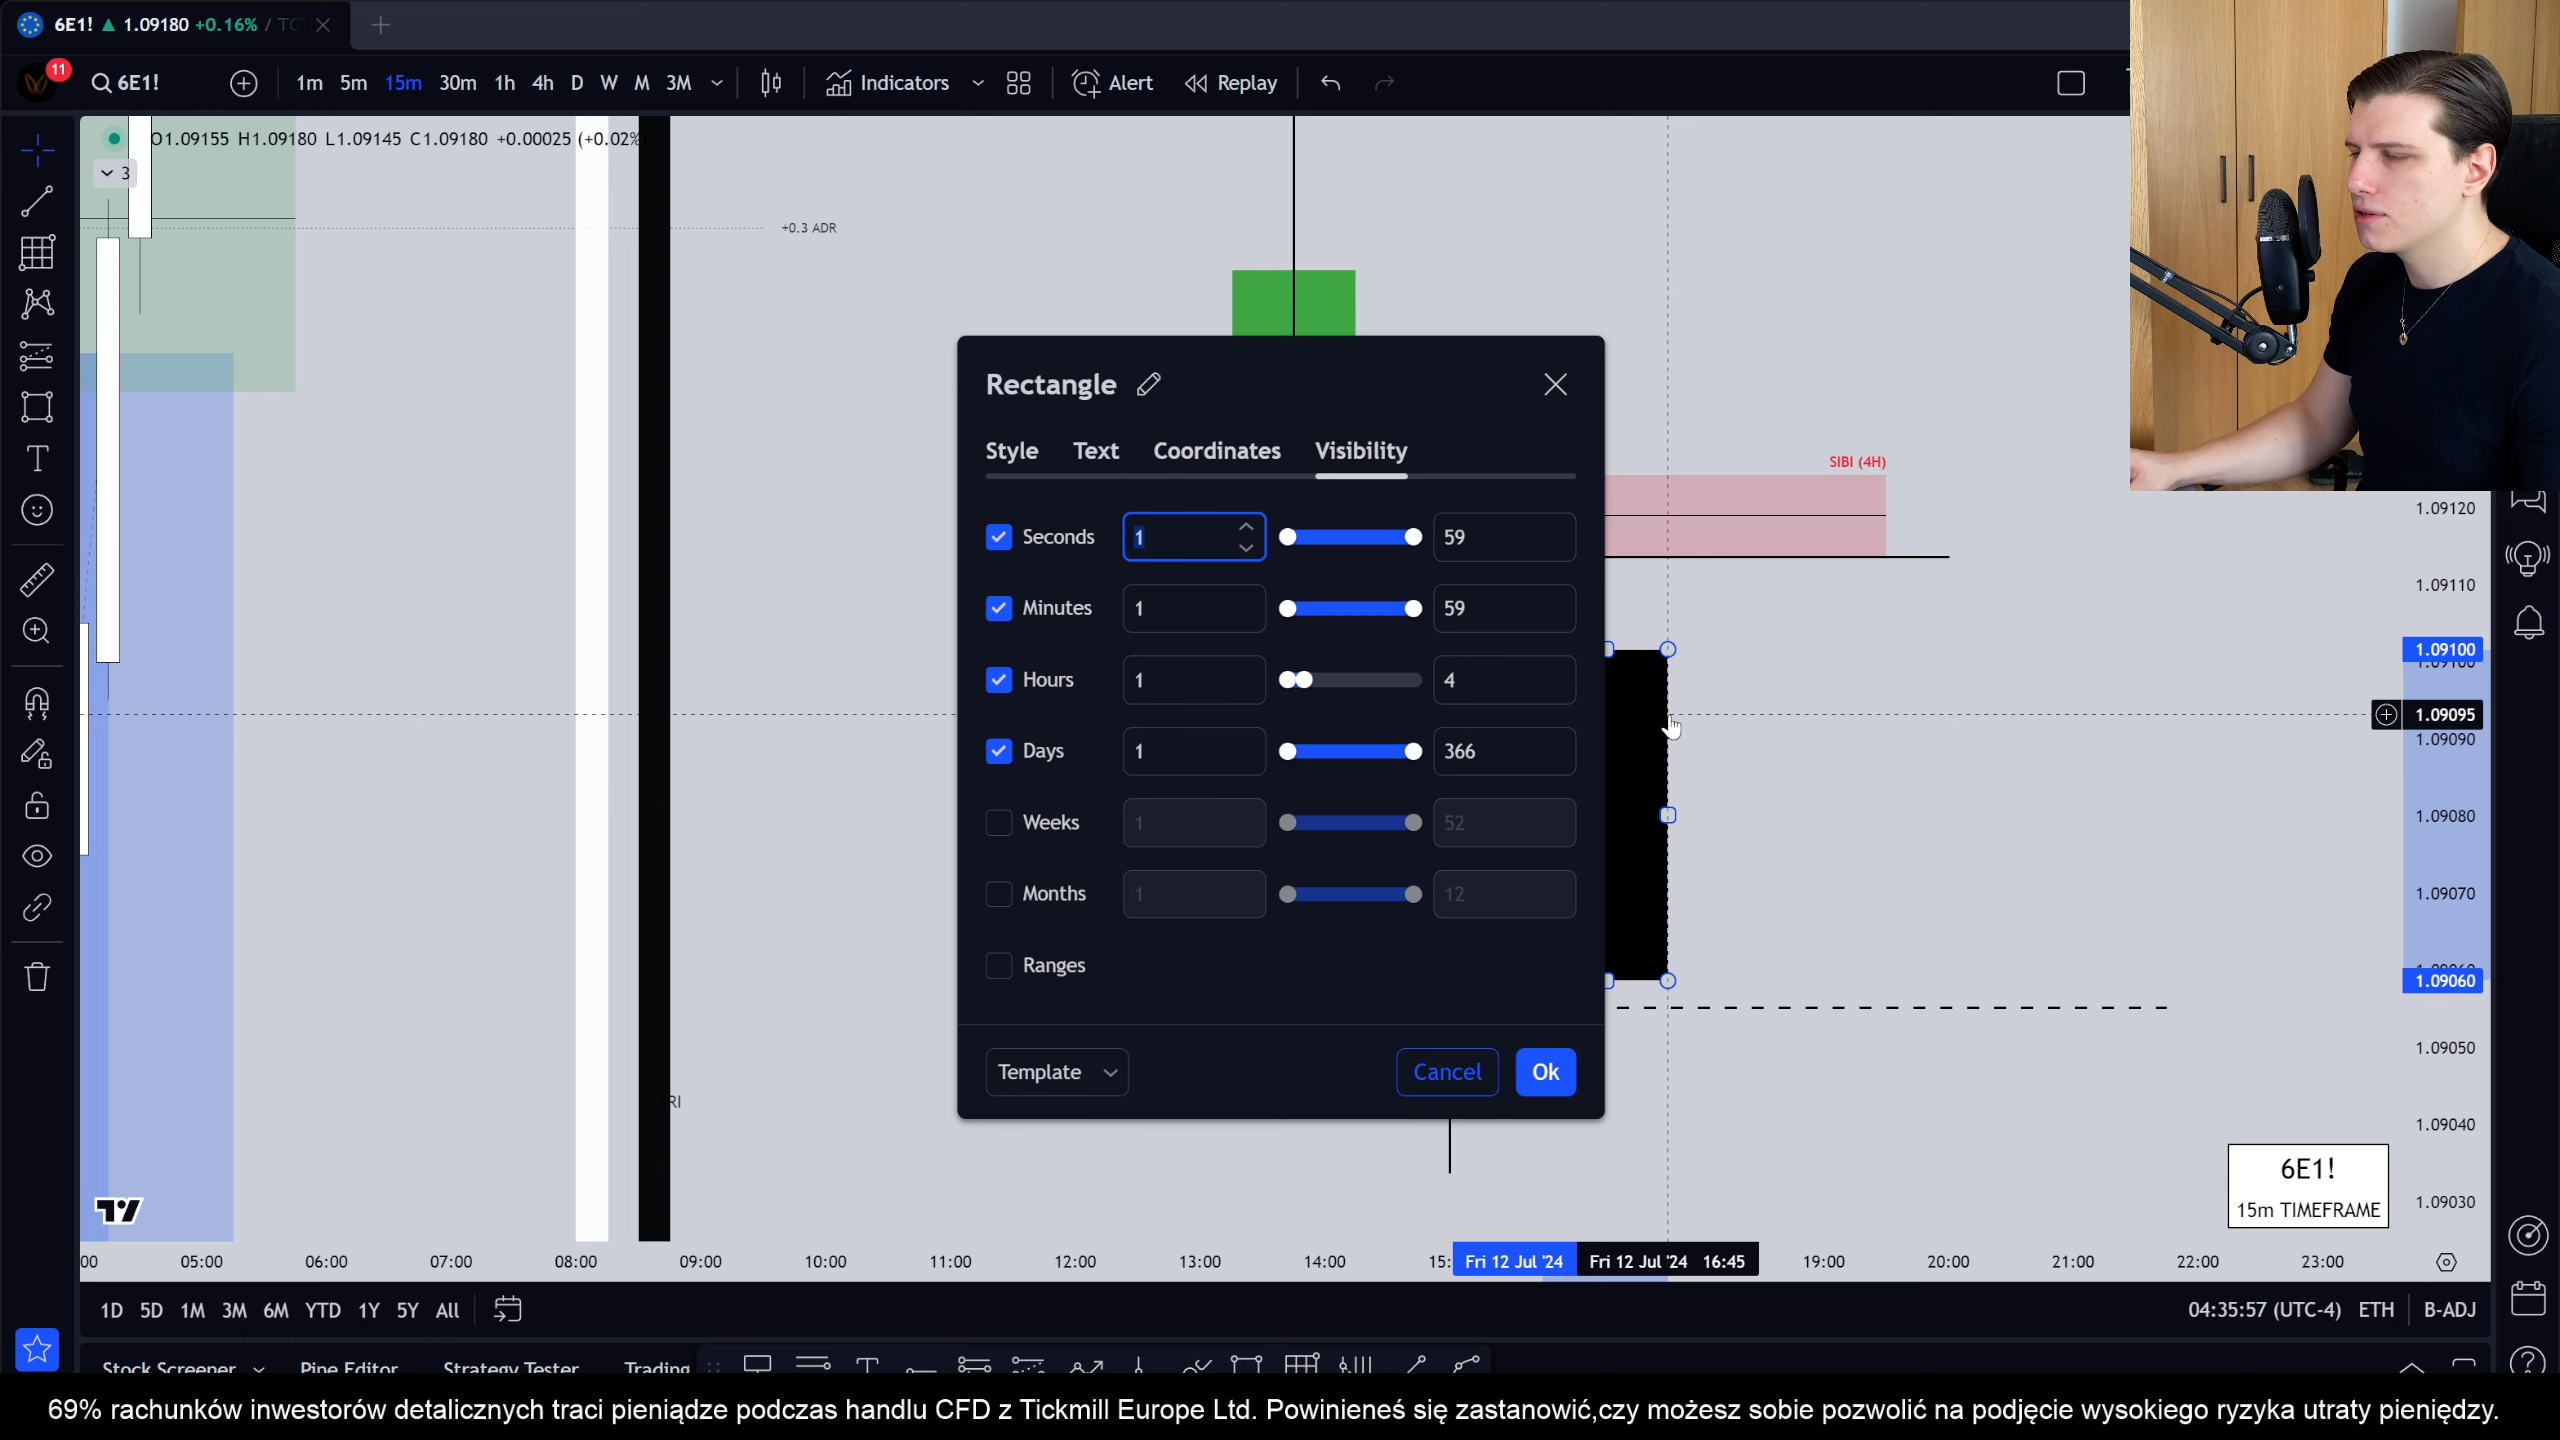 6E1! 1.09180 +0.16% / TC
11
6E1! 1m 5m 15m 30m 1h 4h D W M 3M Indicators Alert Replay
O1.09155 H1.09180 L1.09145 C1.09180 +0.00025 (+0.02%
3
+0.3 ADR
Rectangle
Style Text Coordinates Visibility
SIBI (4H)
Seconds 1 59
Minutes 1 59
Hours 1 4
Days 1 366
Weeks 1 52
Months 1 12
Ranges
Template Cancel Ok
1.09120
1.09110
1.09100
1.09095
1.09090
1.09080
1.09070
1.09060
1.09050
1.09040
1.09030
RI
6E1!
15m TIMEFRAME
00 05:00 06:00 07:00 08:00 09:00 10:00 11:00 12:00 13:00 14:00 15: Fri 12 Jul '24 Fri 12 Jul '24 16:45 19:00 20:00 21:00 22:00 23:00
1D 5D 1M 3M 6M YTD 1Y 5Y All 04:35:57 (UTC-4) ETH B-ADJ
Stock Screener Pine Editor Strategy Tester Trading
69% rachunków inwestorów detalicznych traci pieniądze podczas handlu CFD z Tickmill Europe Ltd. Powinieneś się zastanowić,czy możesz sobie pozwolić na podjęcie wysokiego ryzyka utraty pieniędzy.